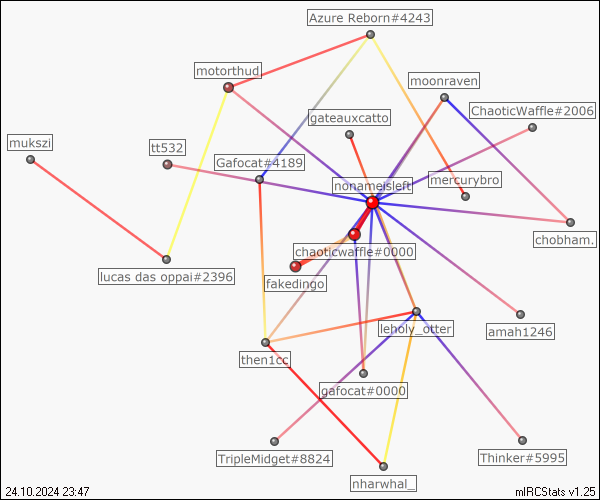 Azure Reborn#4243
motorthud
moonraven
gateauxcatto
ChaoticWaffle#2006
mukszi
tt532
Gafocat#4189
nonameisleft
mercurybro
chobham.
chaoticwaffle#0000
lucas das oppai#2396
fakedingo
leholy_otter
amah1246
then1cc
gafocat#0000
TripleMidget#8824
Thinker#5995
nharwhal_
24.10.2024 23:47
mIRCStats v1.25